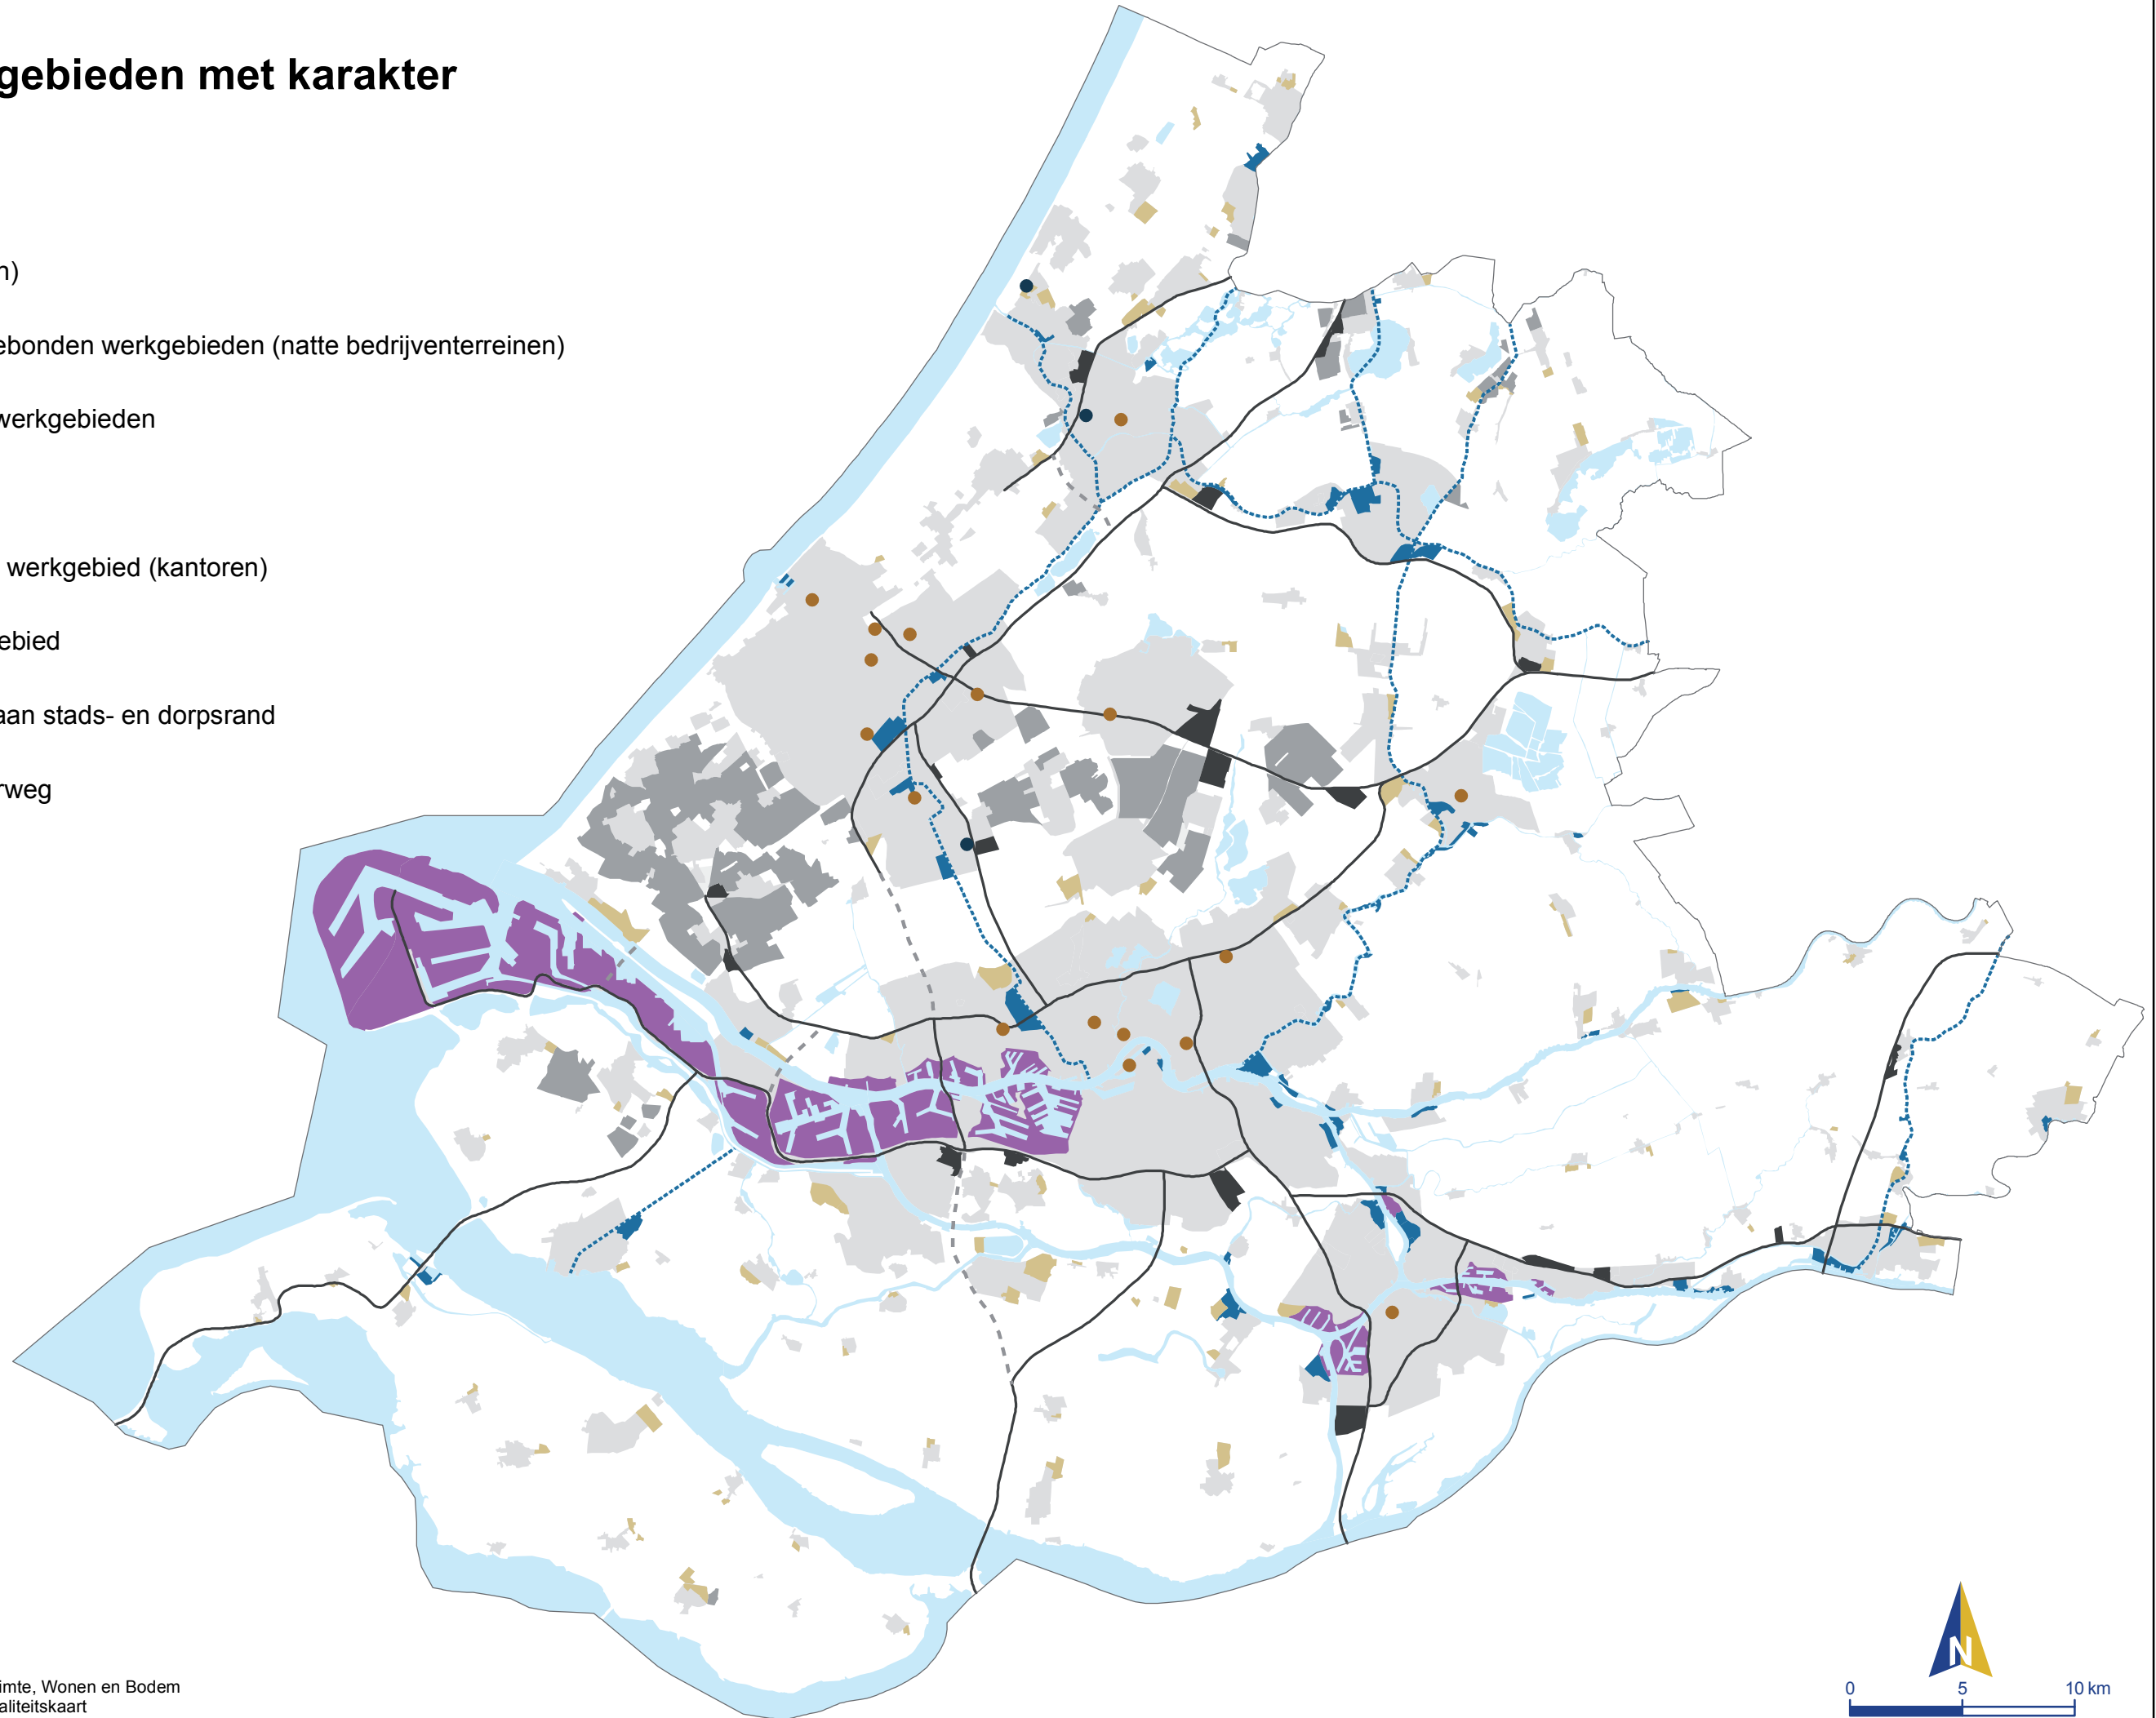 gebieden met karakter
n)
ebonden werkgebieden (natte bedrijventerreinen)
werkgebieden
werkgebied (kantoren)
ebied
aan stads- en dorpsrand
rweg
imte, Wonen en Bodem
aliteitskaart
N
0 5 10 km